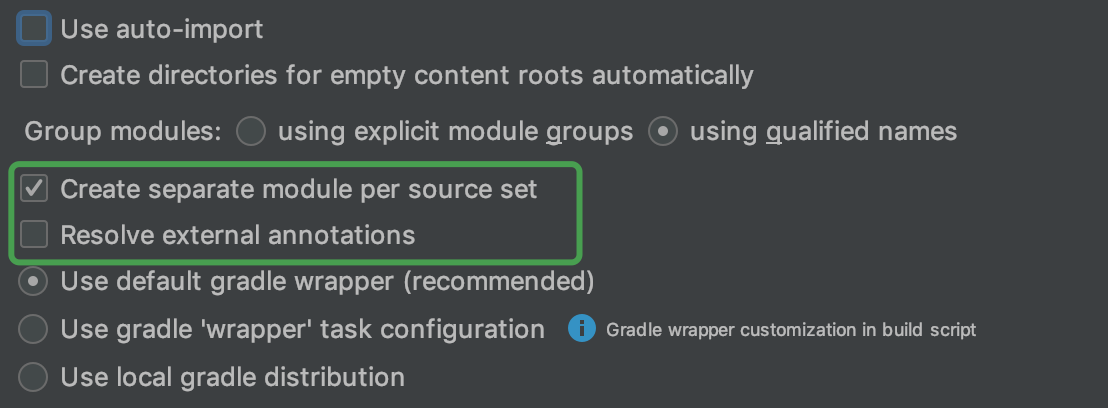 Use auto-import
Create directories for empty content roots automatically
Group modules: using explicit module groups using qualified names
Create separate module per source set
Resolve external annotations
Use default gradle wrapper (recommended)
Use gradle 'wrapper' task configuration Gradle wrapper customization in build script
Use local gradle distribution